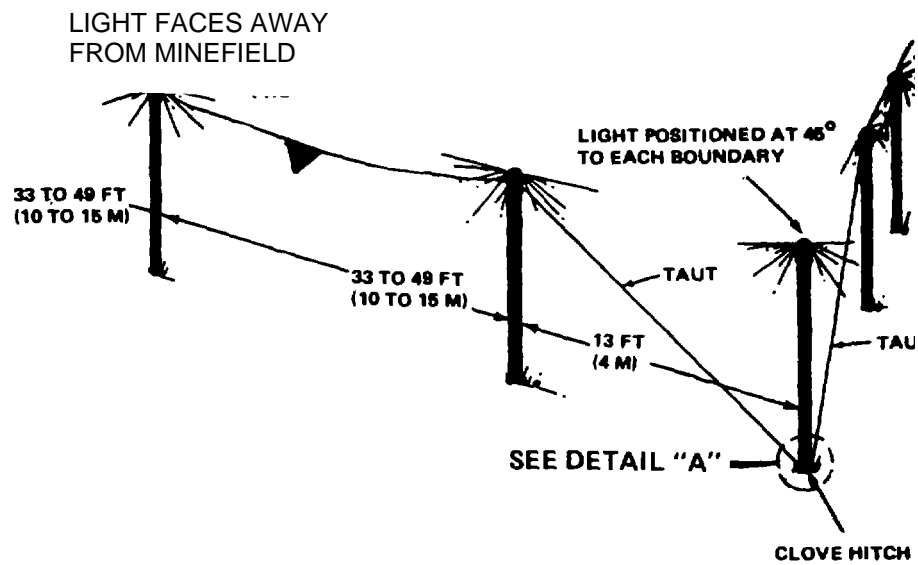 LIGHT FACES AWAY
FROM MINEFIELD
LIGHT POSITIONED AT 45°
TO EACH BOUNDARY
33 TO 49 FT
(10 TO 15 M)
33 TO 49 FT
(10 TO 15 M)
TAUT
13 FT
(4 M)
TAU
SEE DETAIL "A"
CLOVE HITCH